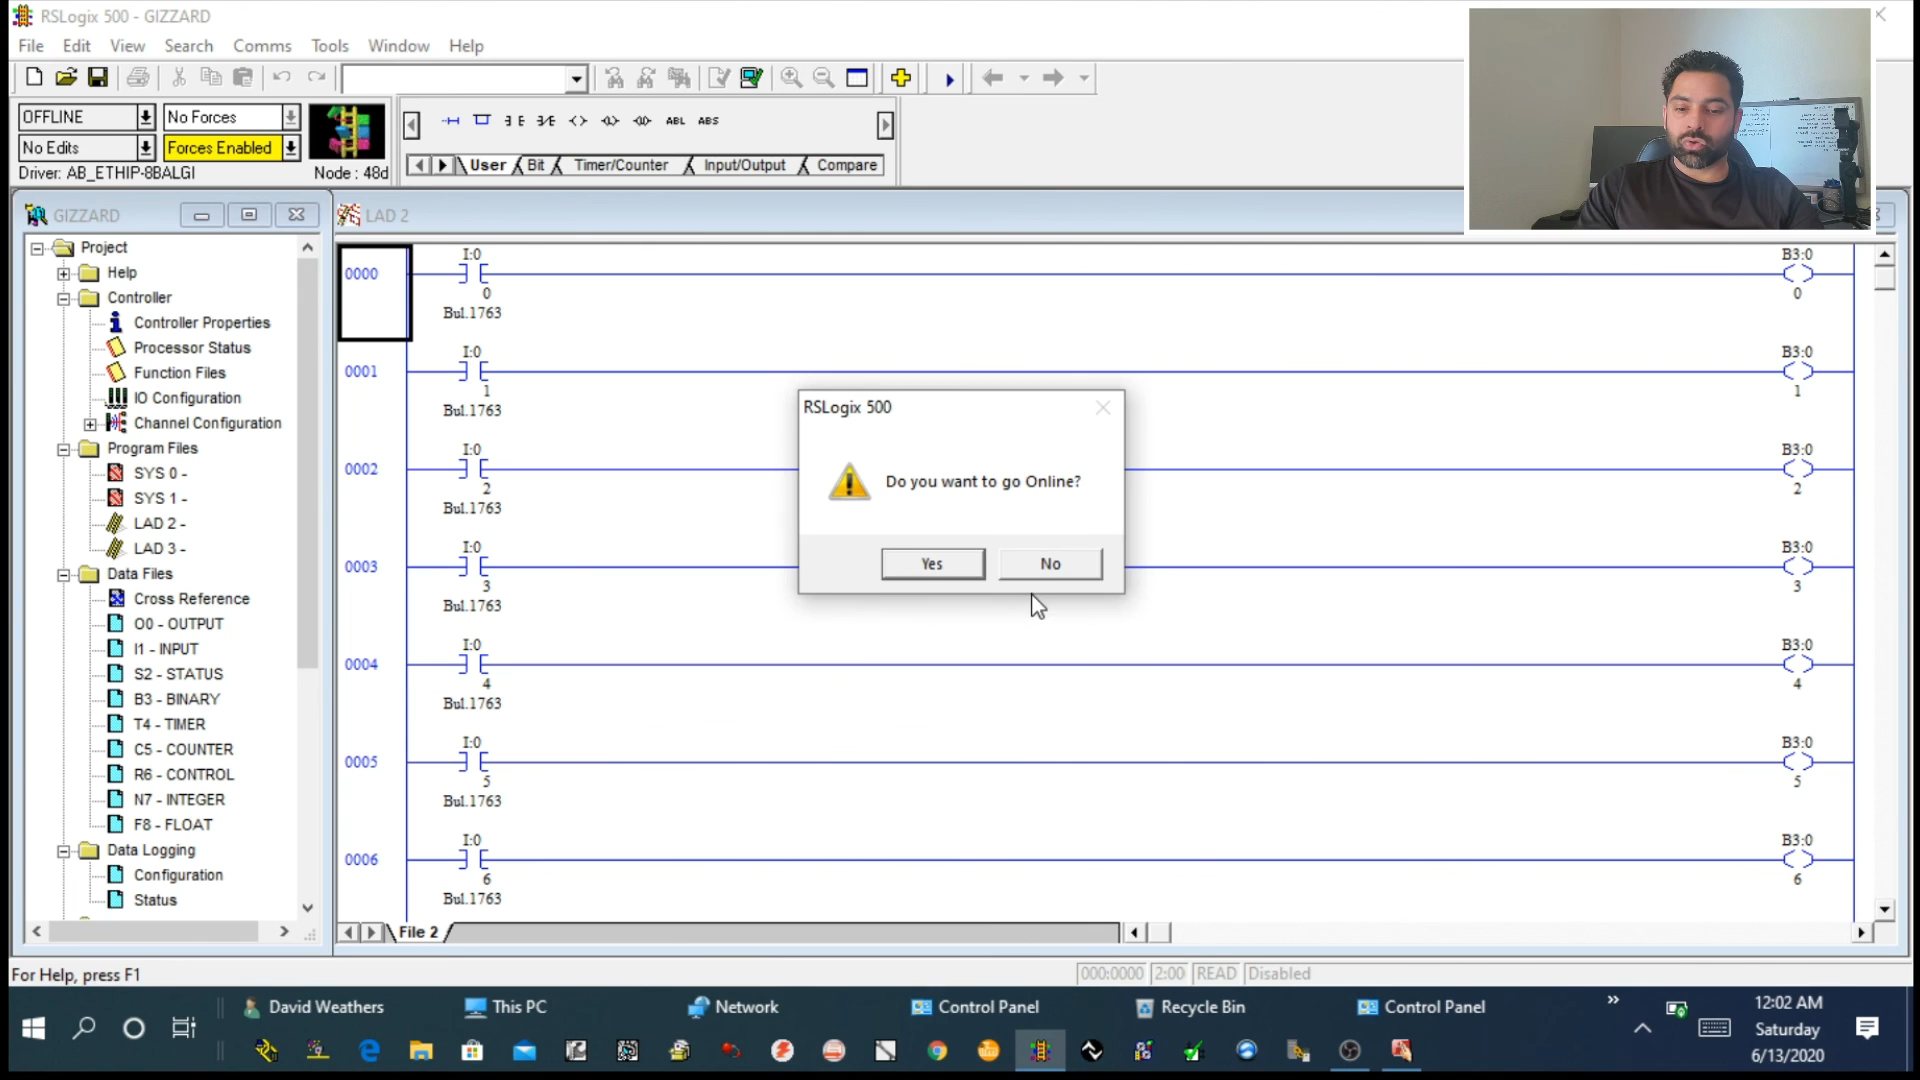 RSLogix 500 - GIZZARD
File Edit View Search Comms Tools Window Help
OFFLINE No Forces
No Edits Forces Enabled
Driver: AB_ETHIP-8BALGI Node : 48d
ABL ABS
User Bit Timer/Counter Input/Output Compare
GIZZARD
Project
Help
Controller
Controller Properties
Processor Status
Function Files
IO Configuration
Channel Configuration
Program Files
SYS 0 -
SYS 1 -
LAD 2 -
LAD 3 -
Data Files
Cross Reference
O0 - OUTPUT
I1 - INPUT
S2 - STATUS
B3 - BINARY
T4 - TIMER
C5 - COUNTER
R6 - CONTROL
N7 - INTEGER
F8 - FLOAT
Data Logging
Configuration
Status
LAD 2
I:0 B3:0
0000
0 0
Bul.1763
I:0 B3:0
0001
1 1
Bul.1763
I:0 B3:0
0002
2 2
Bul.1763
I:0 B3:0
0003
3 3
Bul.1763
I:0 B3:0
0004
4 4
Bul.1763
I:0 B3:0
0005
5 5
Bul.1763
I:0 B3:0
0006
6 6
Bul.1763
File 2
RSLogix 500
Do you want to go Online?
Yes No
For Help, press F1
000:0000 2:00 READ Disabled
David Weathers This PC Network Control Panel Recycle Bin Control Panel
12:02 AM
Saturday
6/13/2020